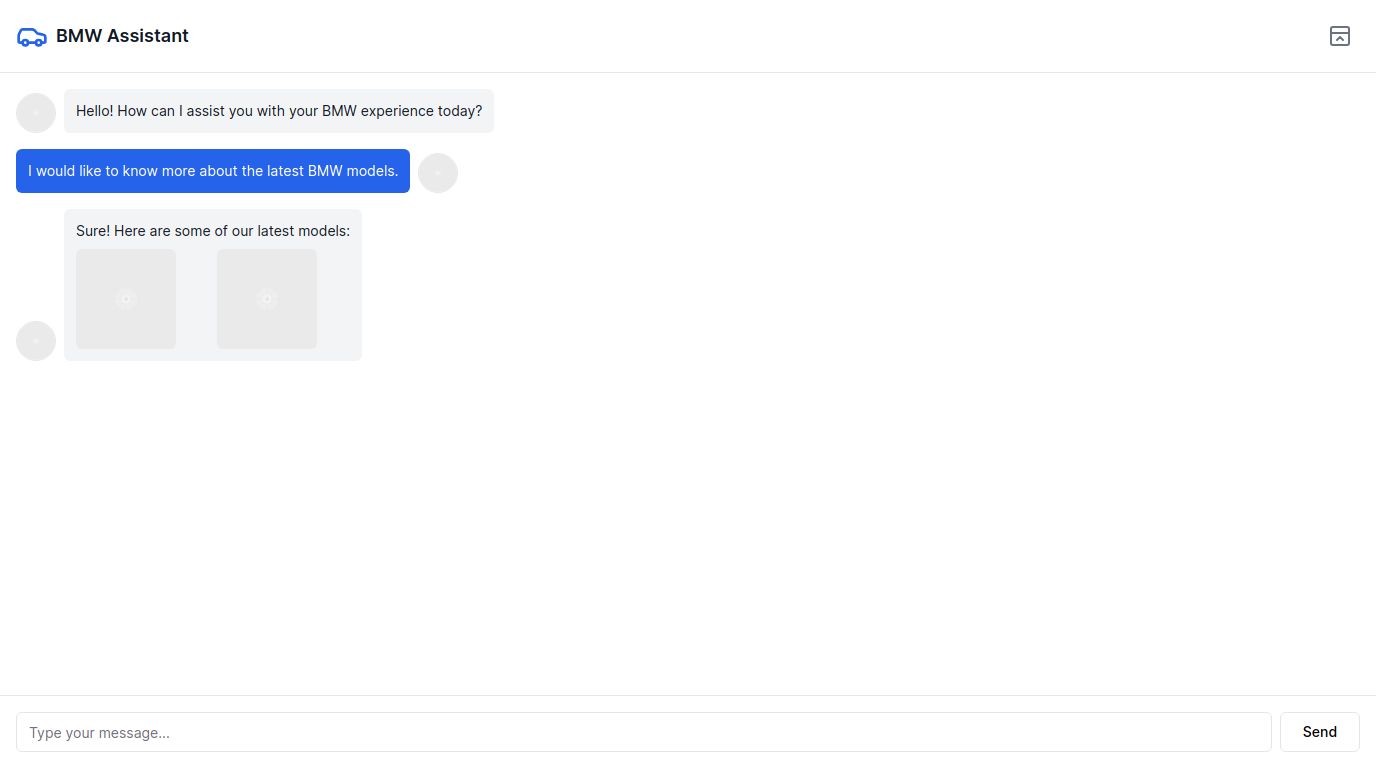 BMW Assistant
Hello! How can I assist you with your BMW experience today?
I would like to know more about the latest BMW models.
Sure! Here are some of our latest models:
Type your message...
Send